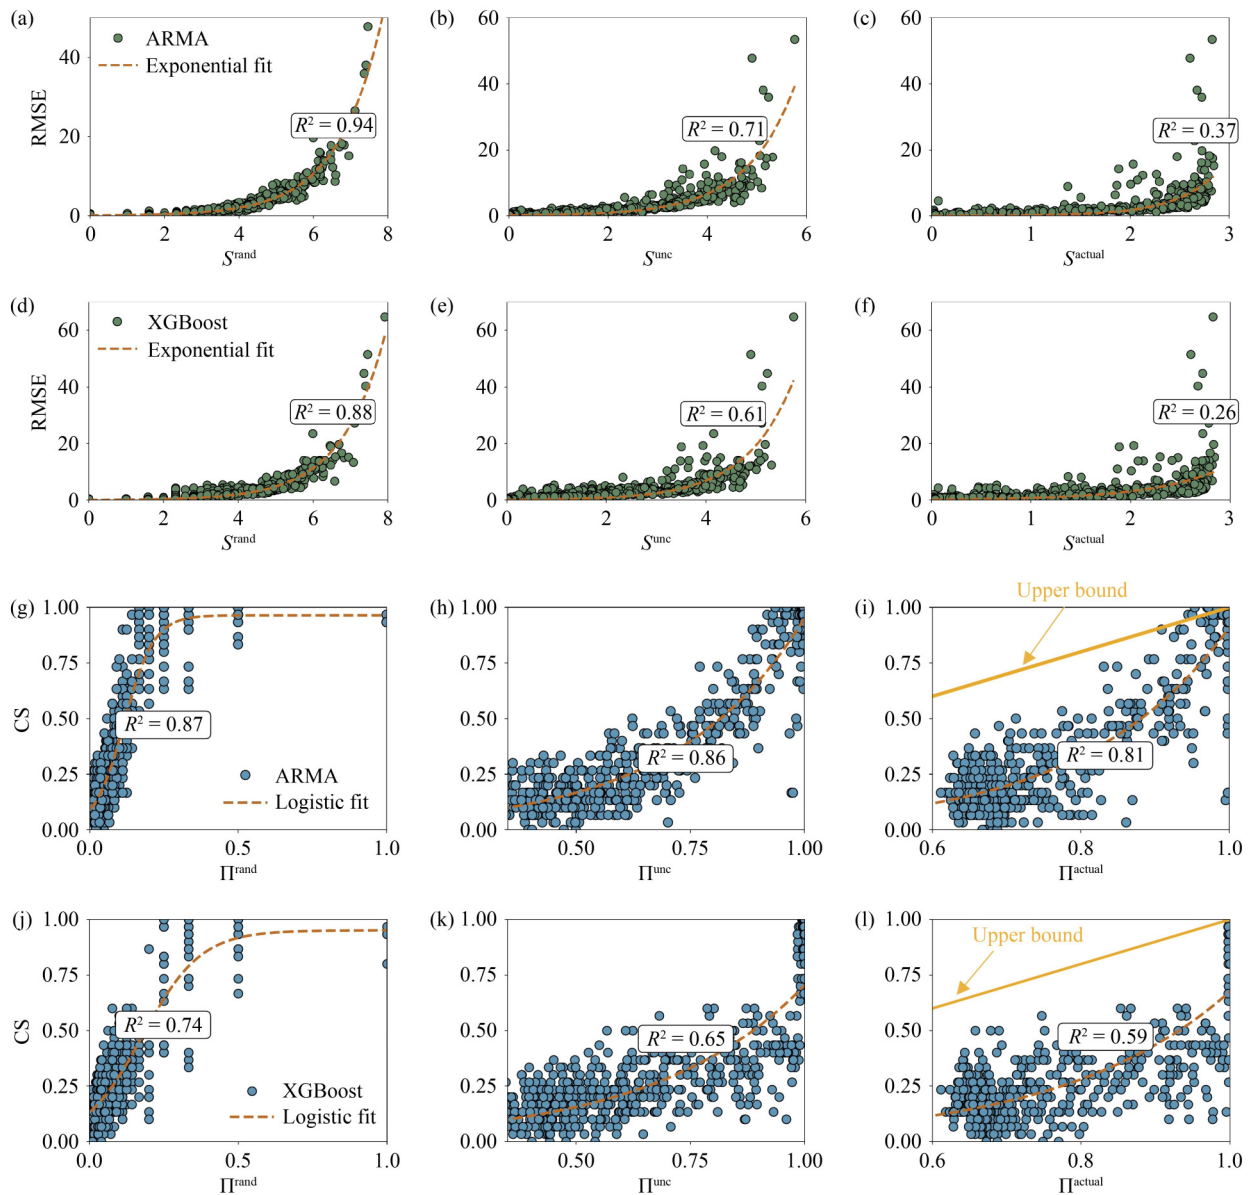 (a)
ARMA
Exponential fit
R² = 0.94
RMSE
40
20
0
0 2 4 6 8
S^rand
(b)
60
40
20
0
R² = 0.71
0 2 4 6
S^unc
(c)
60
40
20
0
R² = 0.37
0 1 2 3
S^actual
(d)
XGBoost
Exponential fit
R² = 0.88
RMSE
60
40
20
0
0 2 4 6 8
S^rand
(e)
60
40
20
0
R² = 0.61
0 2 4 6
S^unc
(f)
60
40
20
0
R² = 0.26
0 1 2 3
S^actual
(g)
CS
1.00
0.75
0.50
0.25
0.00
R² = 0.87
ARMA
Logistic fit
0.0 0.5 1.0
Π^rand
(h)
1.00
0.75
0.50
0.25
0.00
R² = 0.86
0.50 0.75 1.00
Π^unc
(i)
Upper bound
1.00
0.75
0.50
0.25
0.00
R² = 0.81
0.6 0.8 1.0
Π^actual
(j)
CS
1.00
0.75
0.50
0.25
0.00
R² = 0.74
XGBoost
Logistic fit
0.0 0.5 1.0
Π^rand
(k)
1.00
0.75
0.50
0.25
0.00
R² = 0.65
0.50 0.75 1.00
Π^unc
(l)
Upper bound
1.00
0.75
0.50
0.25
0.00
R² = 0.59
0.6 0.8 1.0
Π^actual